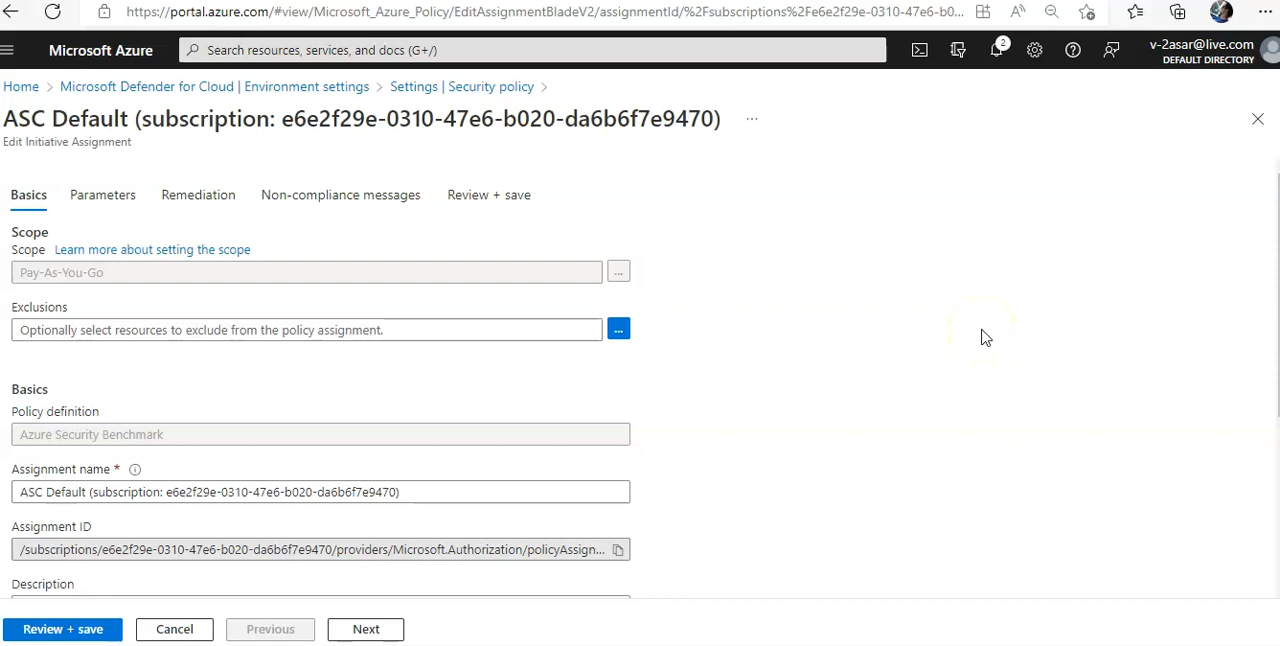 https://portal.azure.com/#view/Microsoft_Azure_Policy/EditAssignmentBladeV2/assignmentId/%2Fsubscriptions%2Fe6e2f29e-0310-47e6-b020-da6b6f7e9470%2Fp...
Microsoft Azure
Search resources, services, and docs (G+/)
2
v-2asar@live.com
DEFAULT DIRECTORY
Home > Microsoft Defender for Cloud | Environment settings > Settings | Security policy >
ASC Default (subscription: e6e2f29e-0310-47e6-b020-da6b6f7e9470) ...
Edit Initiative Assignment
Basics Parameters Remediation Non-compliance messages Review + save
Scope
Scope Learn more about setting the scope
Pay-As-You-Go ...
Exclusions
Optionally select resources to exclude from the policy assignment. ...
Basics
Policy definition
Azure Security Benchmark
Assignment name *
ASC Default (subscription: e6e2f29e-0310-47e6-b020-da6b6f7e9470)
Assignment ID
/subscriptions/e6e2f29e-0310-47e6-b020-da6b6f7e9470/providers/Microsoft.Authorization/policyAssign...
Description
Review + save Cancel Previous Next